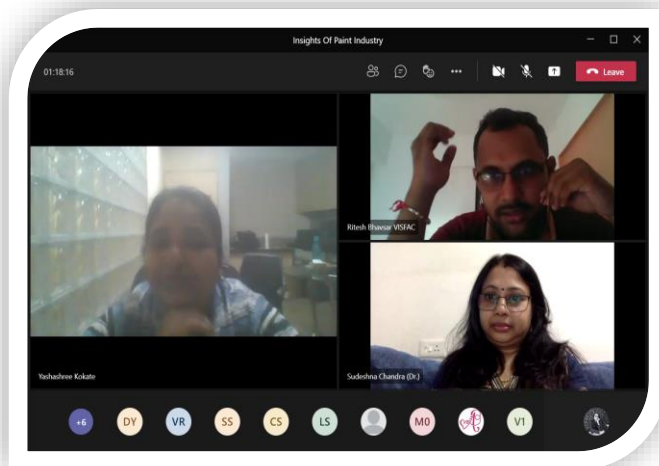 Insights Of Paint Industry
01:18:16
Leave
Yashashree Kokate
Ritesh Bhavsar VISFAC
Sudeshna Chandra (Dr.)
+6
DY
VR
SS
CS
LS
M0
V1